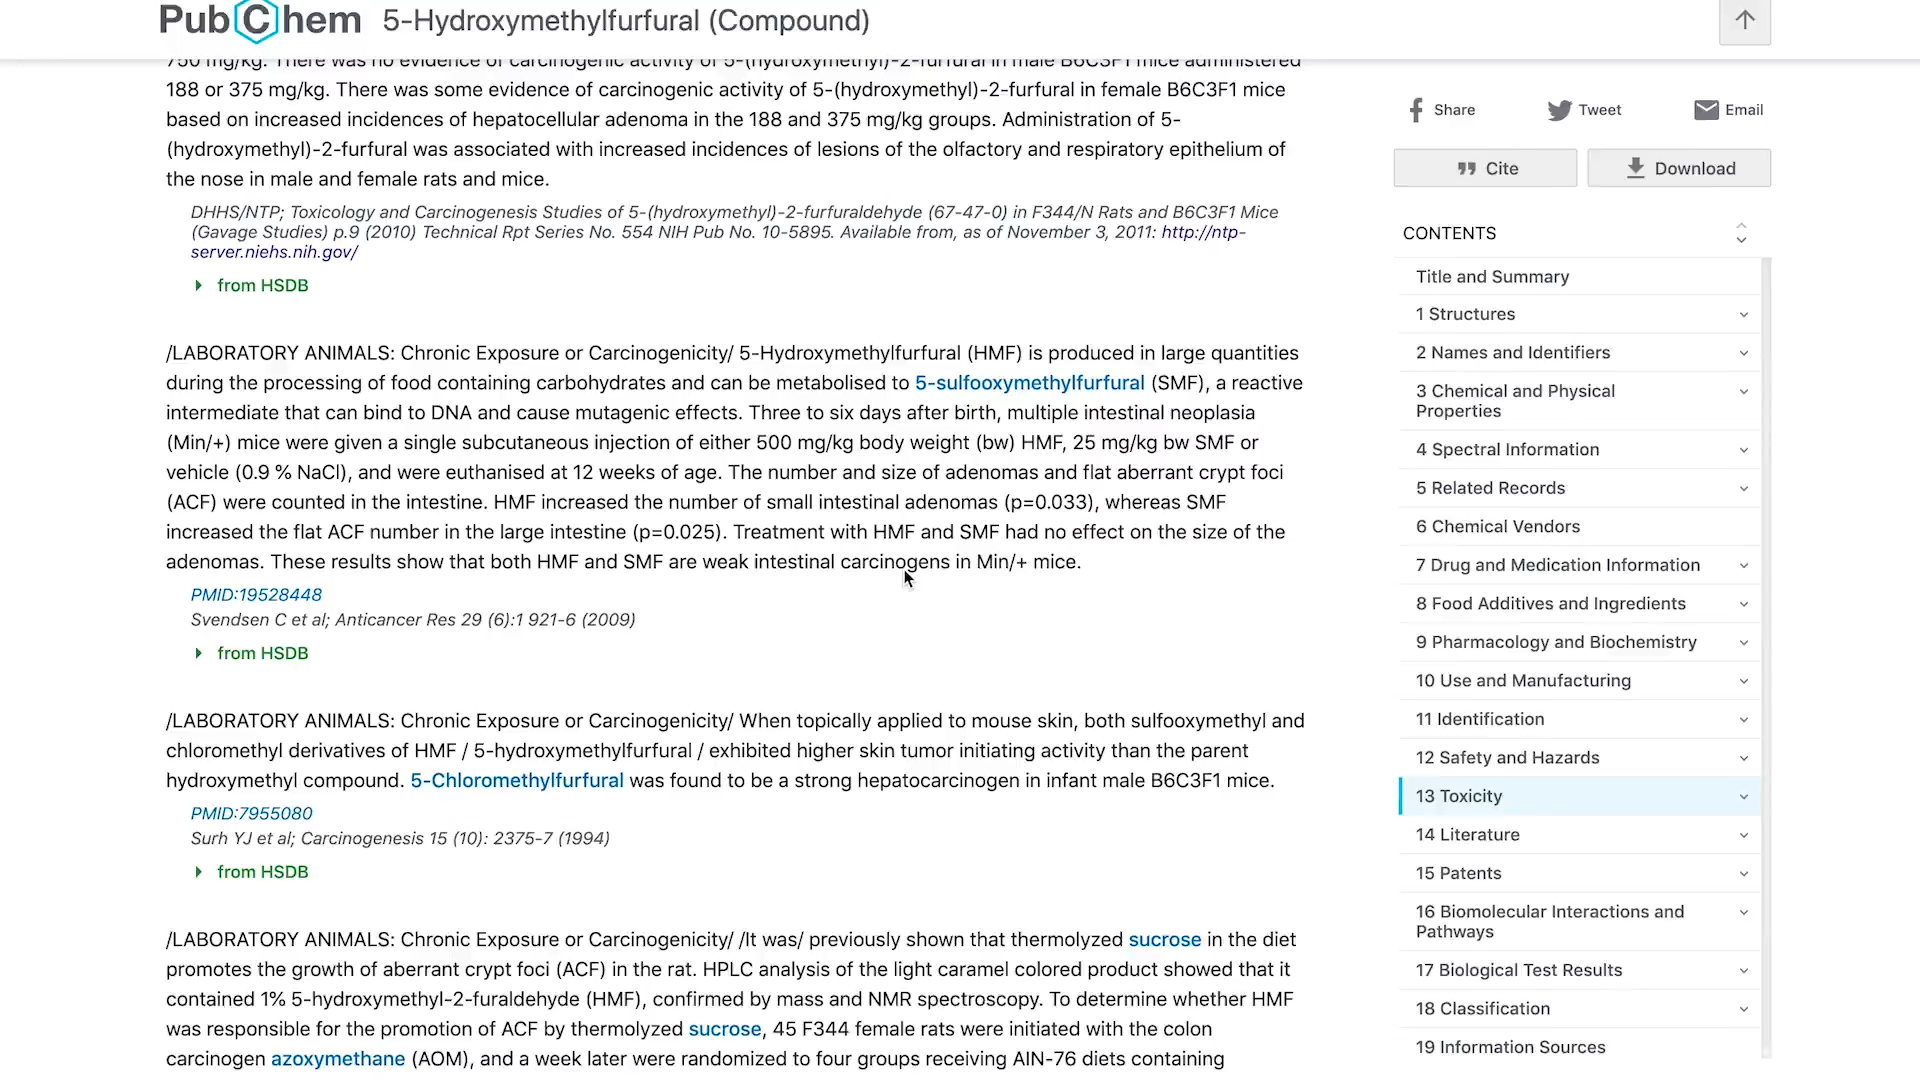 PubChem 5-Hydroxymethylfurfural (Compound)
750 mg/kg. There was no evidence of carcinogenic activity of 5-(hydroxymethyl)-2-furfural in male B6C3F1 mice administered
188 or 375 mg/kg. There was some evidence of carcinogenic activity of 5-(hydroxymethyl)-2-furfural in female B6C3F1 mice
based on increased incidences of hepatocellular adenoma in the 188 and 375 mg/kg groups. Administration of 5-
(hydroxymethyl)-2-furfural was associated with increased incidences of lesions of the olfactory and respiratory epithelium of
the nose in male and female rats and mice.
DHHS/NTP; Toxicology and Carcinogenesis Studies of 5-(hydroxymethyl)-2-furfuraldehyde (67-47-0) in F344/N Rats and B6C3F1 Mice
(Gavage Studies) p.9 (2010) Technical Rpt Series No. 554 NIH Pub No. 10-5895. Available from, as of November 3, 2011: http://ntp-
server.niehs.nih.gov/
from HSDB
/LABORATORY ANIMALS: Chronic Exposure or Carcinogenicity/ 5-Hydroxymethylfurfural (HMF) is produced in large quantities
during the processing of food containing carbohydrates and can be metabolised to 5-sulfooxymethylfurfural (SMF), a reactive
intermediate that can bind to DNA and cause mutagenic effects. Three to six days after birth, multiple intestinal neoplasia
(Min/+) mice were given a single subcutaneous injection of either 500 mg/kg body weight (bw) HMF, 25 mg/kg bw SMF or
vehicle (0.9 % NaCl), and were euthanised at 12 weeks of age. The number and size of adenomas and flat aberrant crypt foci
(ACF) were counted in the intestine. HMF increased the number of small intestinal adenomas (p=0.033), whereas SMF
increased the flat ACF number in the large intestine (p=0.025). Treatment with HMF and SMF had no effect on the size of the
adenomas. These results show that both HMF and SMF are weak intestinal carcinogens in Min/+ mice.
PMID:19528448
Svendsen C et al; Anticancer Res 29 (6):1 921-6 (2009)
from HSDB
/LABORATORY ANIMALS: Chronic Exposure or Carcinogenicity/ When topically applied to mouse skin, both sulfooxymethyl and
chloromethyl derivatives of HMF / 5-hydroxymethylfurfural / exhibited higher skin tumor initiating activity than the parent
hydroxymethyl compound. 5-Chloromethylfurfural was found to be a strong hepatocarcinogen in infant male B6C3F1 mice.
PMID:7955080
Surh YJ et al; Carcinogenesis 15 (10): 2375-7 (1994)
from HSDB
/LABORATORY ANIMALS: Chronic Exposure or Carcinogenicity/ /It was/ previously shown that thermolyzed sucrose in the diet
promotes the growth of aberrant crypt foci (ACF) in the rat. HPLC analysis of the light caramel colored product showed that it
contained 1% 5-hydroxymethyl-2-furaldehyde (HMF), confirmed by mass and NMR spectroscopy. To determine whether HMF
was responsible for the promotion of ACF by thermolyzed sucrose, 45 F344 female rats were initiated with the colon
carcinogen azoxymethane (AOM), and a week later were randomized to four groups receiving AIN-76 diets containing
Share Tweet Email
Cite Download
CONTENTS
Title and Summary
1 Structures
2 Names and Identifiers
3 Chemical and Physical
Properties
4 Spectral Information
5 Related Records
6 Chemical Vendors
7 Drug and Medication Information
8 Food Additives and Ingredients
9 Pharmacology and Biochemistry
10 Use and Manufacturing
11 Identification
12 Safety and Hazards
13 Toxicity
14 Literature
15 Patents
16 Biomolecular Interactions and
Pathways
17 Biological Test Results
18 Classification
19 Information Sources